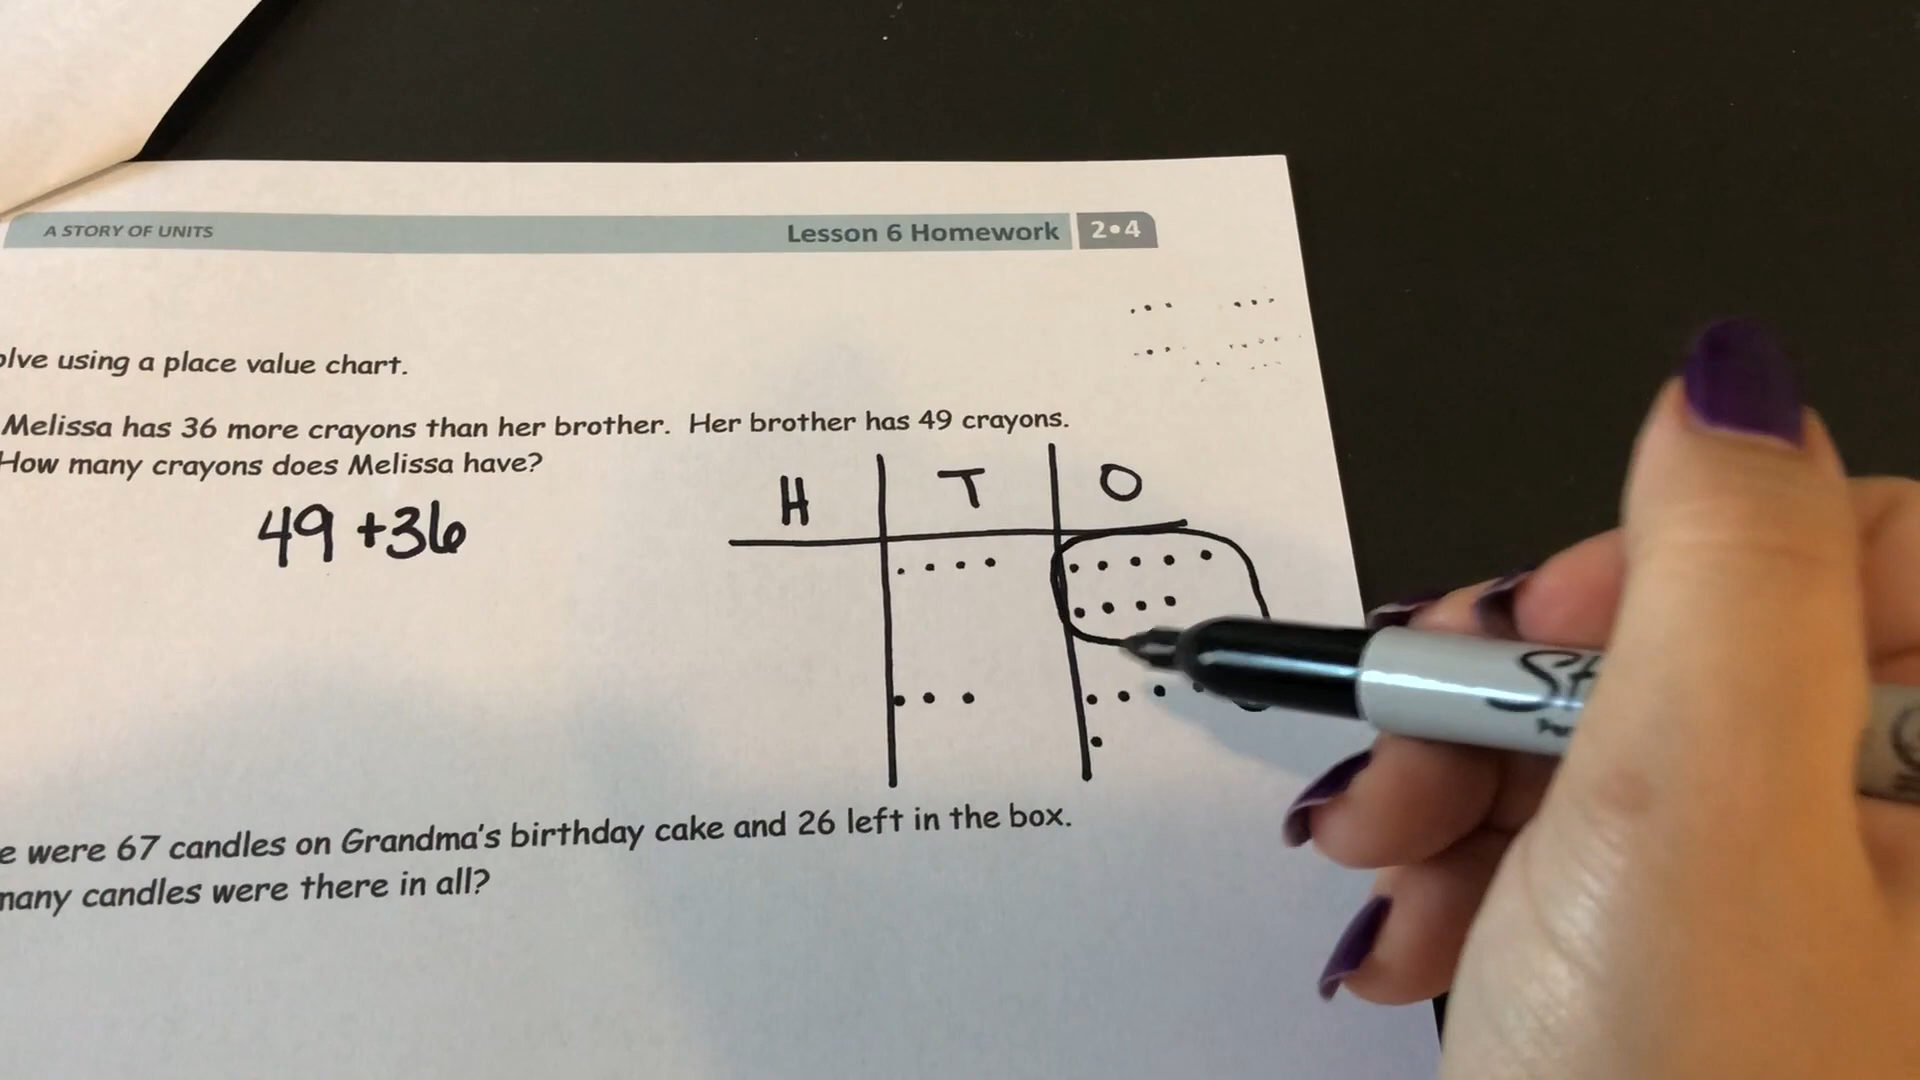 A STORY OF UNITS
Lesson 6 Homework 2•4
using a place value chart.
Melissa has 36 more crayons than her brother. Her brother has 49 crayons.
How many crayons does Melissa have?
49 +36
H T O
were 67 candles on Grandma's birthday cake and 26 left in the box.
many candles were there in all?